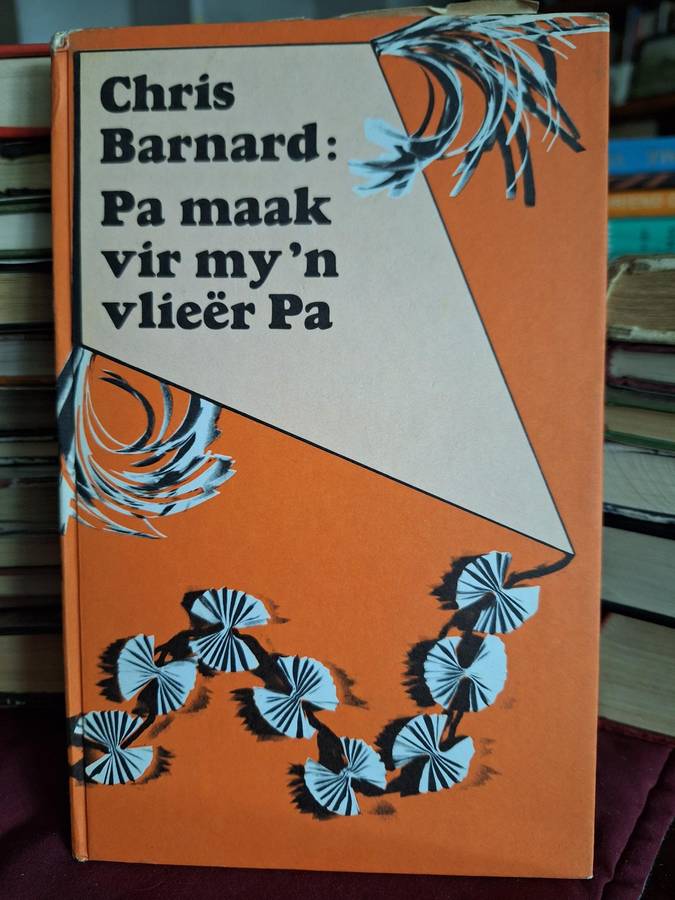 Chris
Barnard:
Pa maak
vir my 'n
vlieër Pa